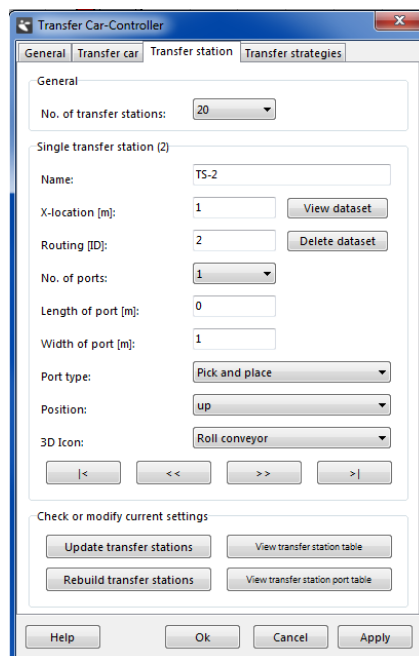 Transfer Car-Controller
General Transfer car Transfer station Transfer strategies
General
No. of transfer stations: 20
Single transfer station (2)
Name: TS-2
X-location [m]: 1 View dataset
Routing [ID]: 2 Delete dataset
No. of ports: 1
Length of port [m]: 0
Width of port [m]: 1
Port type: Pick and place
Position: up
3D Icon: Roll conveyor
|< << >> >|
Check or modify current settings
Update transfer stations View transfer station table
Rebuild transfer stations View transfer station port table
Help Ok Cancel Apply